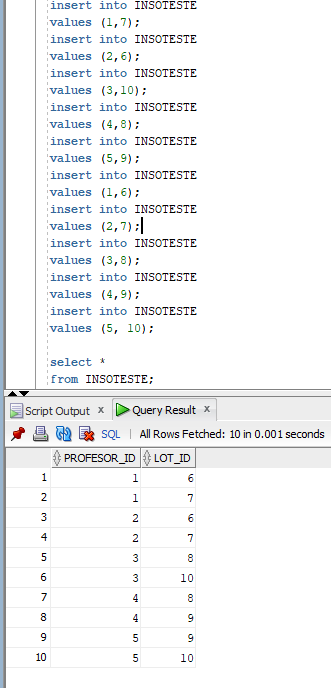 insert into INSOTESTE
values (1,7);
insert into INSOTESTE
values (2,6);
insert into INSOTESTE
values (3,10);
insert into INSOTESTE
values (4,8);
insert into INSOTESTE
values (5,9);
insert into INSOTESTE
values (1,6);
insert into INSOTESTE
values (2,7);
insert into INSOTESTE
values (3,8);
insert into INSOTESTE
values (4,9);
insert into INSOTESTE
values (5, 10);
select *
from INSOTESTE;
Script Output x Query Result x
SQL | All Rows Fetched: 10 in 0.001 seconds
PROFESOR_ID LOT_ID
1 1 6
2 1 7
3 2 6
4 2 7
5 3 8
6 3 10
7 4 8
8 4 9
9 5 9
10 5 10